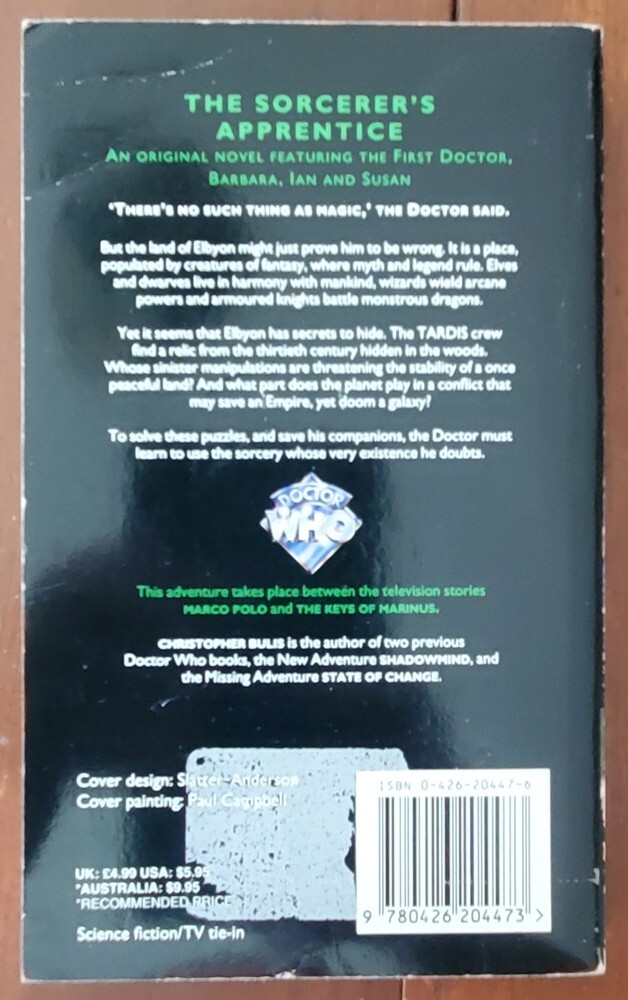 THE SORCERER'S
APPRENTICE
AN ORIGINAL NOVEL FEATURING THE FIRST DOCTOR,
BARBARA, IAN AND SUSAN
'THERE'S NO SUCH THING AS MAGIC,' THE DOCTOR SAID.
But the land of Elbyon might just prove him to be wrong. It is a place,
populated by creatures of fantasy, where myth and legend rule. Elves
and dwarves live in harmony with mankind, wizards wield arcane
powers and armoured knights battle monstrous dragons.
Yet it seems that Elbyon has secrets to hide. The TARDIS crew
find a relic from the thirtieth century hidden in the woods.
Whose sinister manipulations are threatening the stability of a once
peaceful land? And what part does the planet play in a conflict that
may save an Empire, yet doom a galaxy?
To solve these puzzles, and save his companions, the Doctor must
learn to use the sorcery whose very existence he doubts.
DOCTOR
WHO
This adventure takes place between the television stories
MARCO POLO and THE KEYS OF MARINUS.
CHRISTOPHER BULIS is the author of two previous
Doctor Who books, the New Adventure SHADOWMIND, and
the Missing Adventure STATE OF CHANGE.
Cover design: Slatter-Anderson
Cover painting: Paul Campbell
UK: £4.99 USA: $5.95
*AUSTRALIA: $9.95
*RECOMMENDED PRICE
Science fiction/TV tie-in
ISBN 0-426-20447-6
9 780426 204473 >